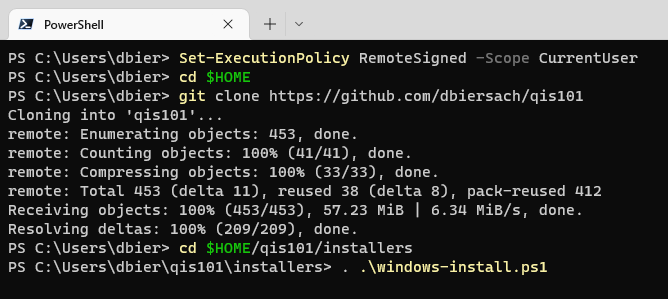 PowerShell
PS C:\Users\dbier> Set-ExecutionPolicy RemoteSigned -Scope CurrentUser
PS C:\Users\dbier> cd $HOME
PS C:\Users\dbier> git clone https://github.com/dbiersach/qis101
Cloning into 'qis101'...
remote: Enumerating objects: 453, done.
remote: Counting objects: 100% (41/41), done.
remote: Compressing objects: 100% (33/33), done.
remote: Total 453 (delta 11), reused 38 (delta 8), pack-reused 412
Receiving objects: 100% (453/453), 57.23 MiB | 6.34 MiB/s, done.
Resolving deltas: 100% (209/209), done.
PS C:\Users\dbier> cd $HOME/qis101/installers
PS C:\Users\dbier\qis101\installers> . .\windows-install.ps1